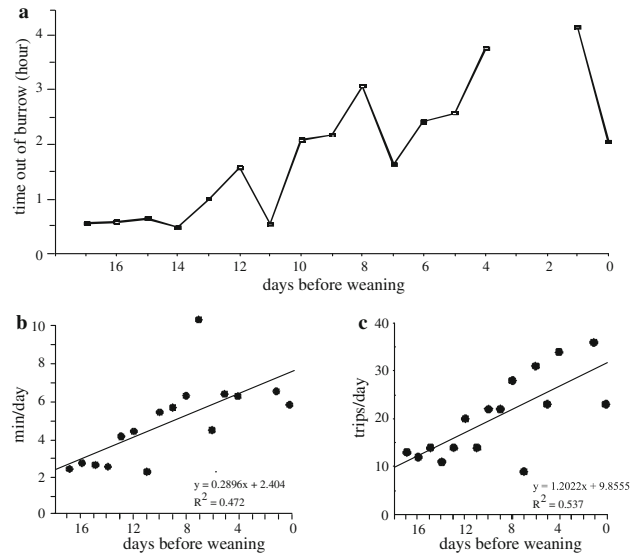 a
time out of burrow (hour)
4
3
2
1
0
16 14 12 10 8 6 4 2 0
days before weaning
b
min/day
10
8
6
4
2
0
y = 0.2896x + 2.404
R2 = 0.472
16 12 8 4 0
days before weaning
c
trips/day
40
30
20
10
0
y = 1.2022x + 9.8555
R2 = 0.537
16 12 8 4 0
days before weaning